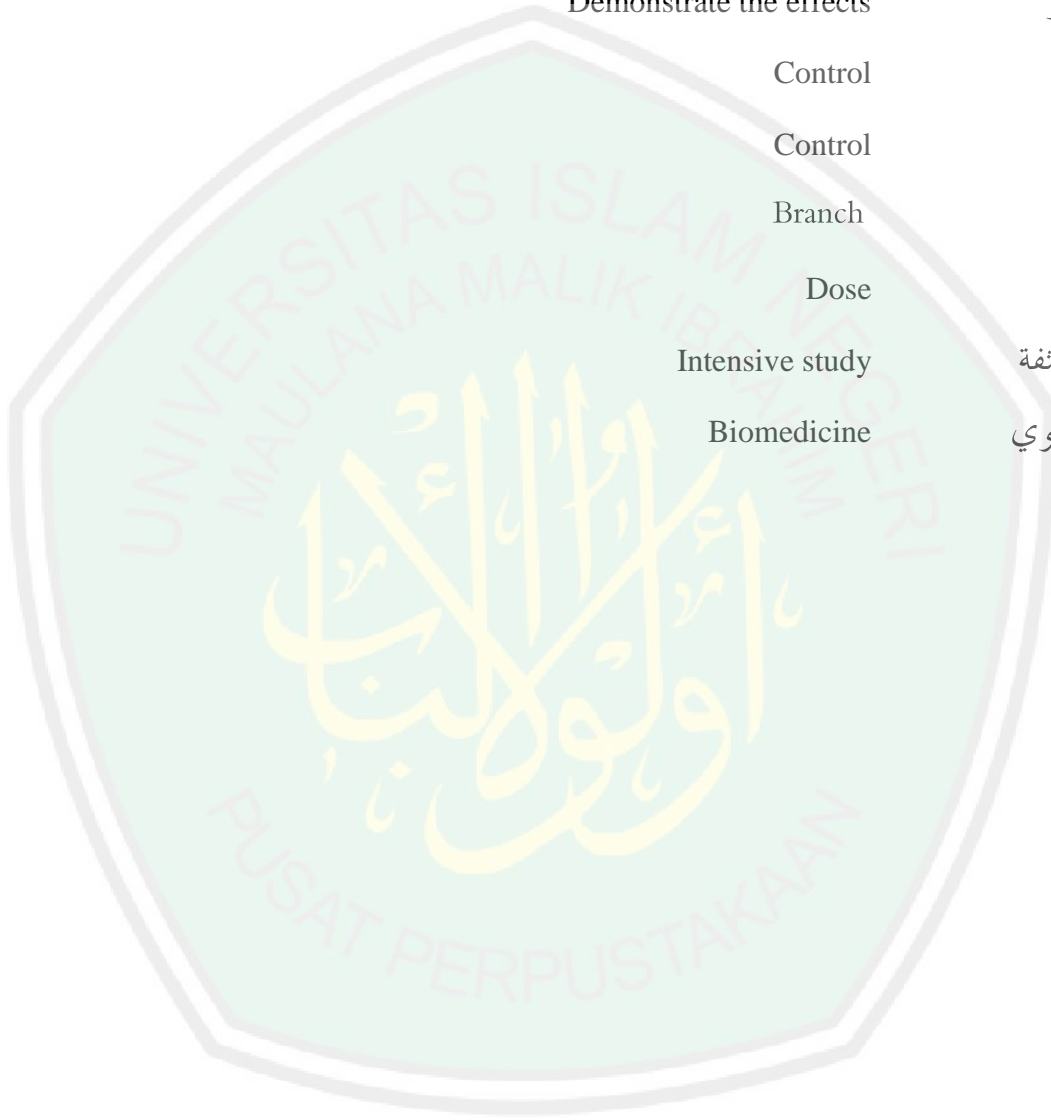 Demonstrate the effects
Control
Control
Branch
Dose
Intensive study
Biomedicine
UNIVERSITAS ISLAM NEGERI
MAULANA MALIK IBRAHIM
أولوا الألباب
PUSAT PERPUSTAKAAN